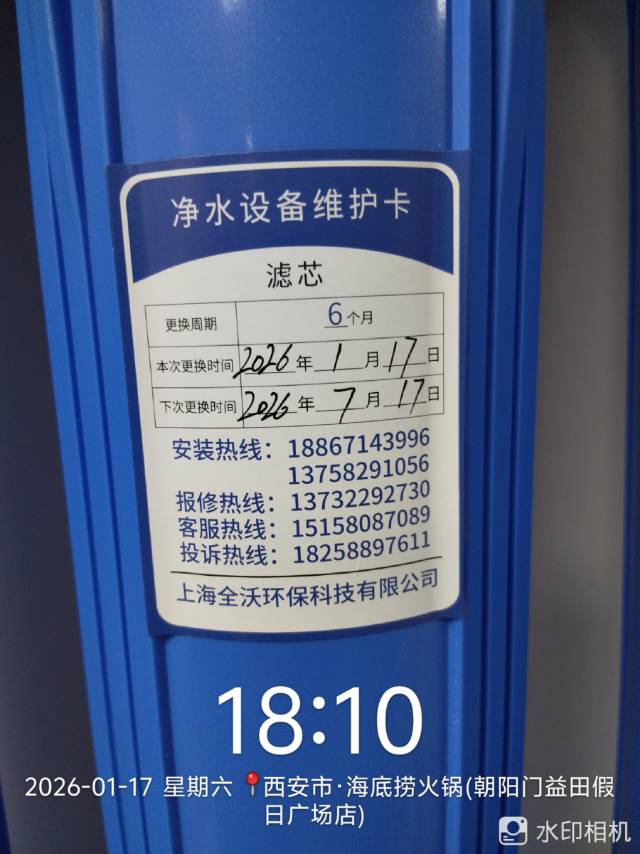 净水设备维护卡
滤芯
更换周期 6个月
本次更换时间 2026年1月17日
下次更换时间 2026年7月17日
安装热线：18867143996
13758291056
报修热线：13732292730
客服热线：15158087089
投诉热线：18258897611
上海全沃环保科技有限公司
18:10
2026-01-17 星期六 📍西安市·海底捞火锅(朝阳门益田假
日广场店)
水印相机